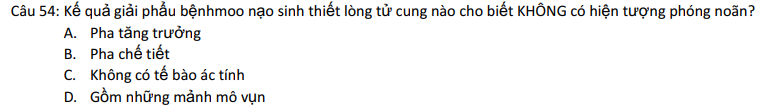 Câu 54: Kế quả giải phẩu bệnhmoo nạo sinh thiết lòng tử cung nào cho biết KHÔNG có hiện tượng phóng noãn?
A. Pha tăng trưởng
B. Pha chế tiết
C. Không có tế bào ác tính
D. Gồm những mảnh mô vụn